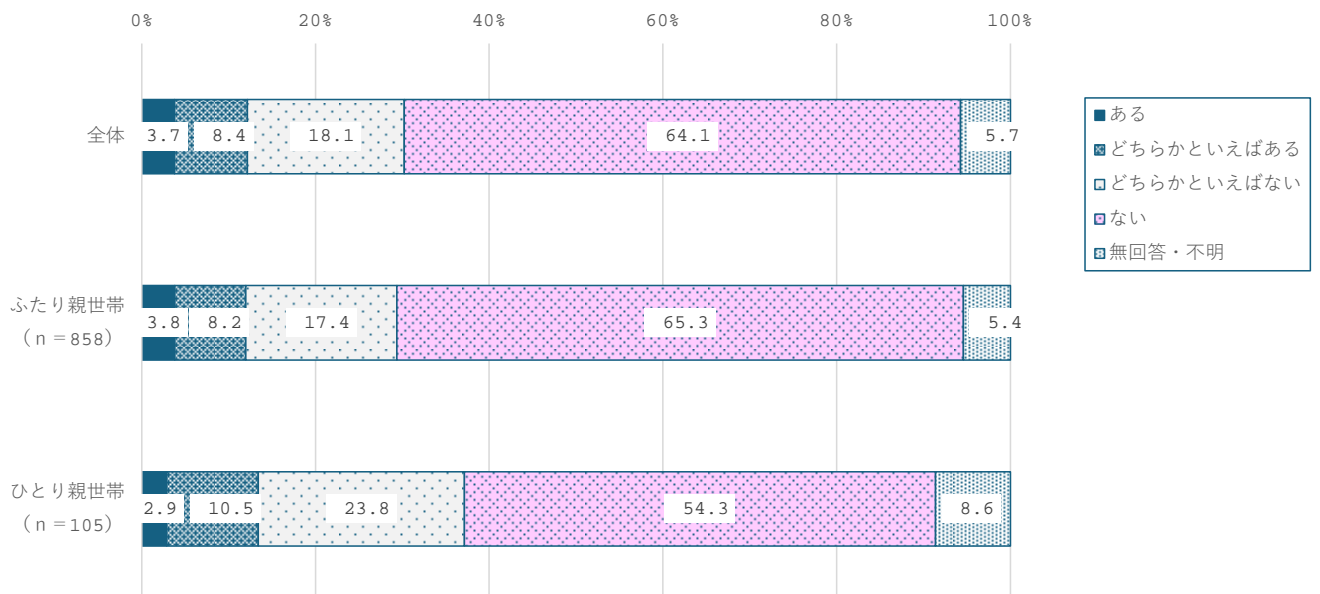 0% 20% 40% 60% 80% 100%
全体
3.7 8.4 18.1 64.1 5.7
ふたり親世帯
（ｎ＝858）
3.8 8.2 17.4 65.3 5.4
ひとり親世帯
（ｎ＝105）
2.9 10.5 23.8 54.3 8.6
ある
どちらかといえばある
どちらかといえばない
ない
無回答・不明